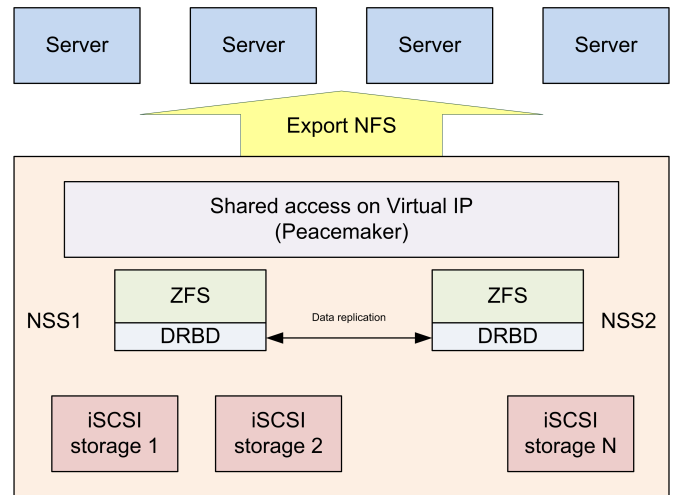 Server Server Server Server
Export NFS
Shared access on Virtual IP
(Peacemaker)
ZFS ZFS
NSS1 NSS2
Data replication
DRBD DRBD
iSCSI iSCSI iSCSI
storage 1 storage 2 storage N